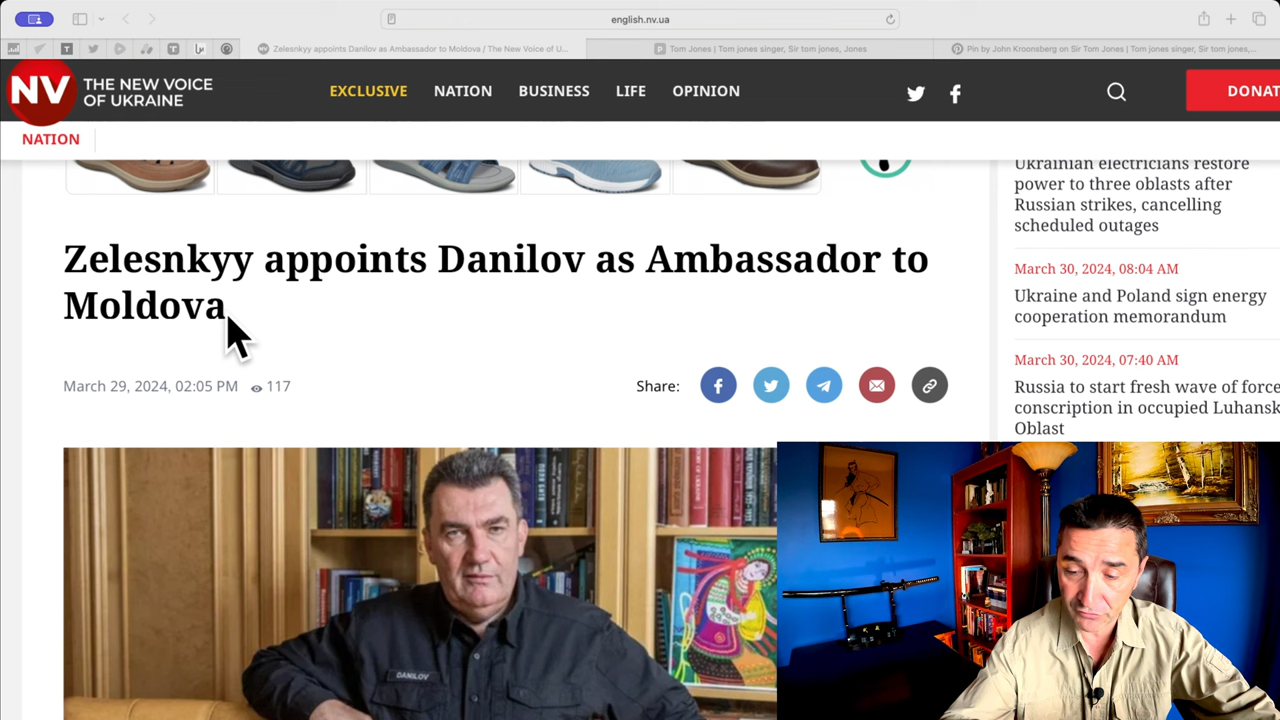 english.nv.ua
Zelesnkyy appoints Danilov as Ambassador to Moldova / The New Voice of U...
Tom Jones | Tom jones singer, Sir tom jones, Jones
Pin by John Kroonsberg on Sir Tom Jones | Tom jones singer, Sir tom jones,...
NV THE NEW VOICE
OF UKRAINE
EXCLUSIVE NATION BUSINESS LIFE OPINION
DONAT
NATION
Zelesnkyy appoints Danilov as Ambassador to
Moldova
March 29, 2024, 02:05 PM 117
Share:
Ukrainian electricians restore
power to three oblasts after
Russian strikes, cancelling
scheduled outages
March 30, 2024, 08:04 AM
Ukraine and Poland sign energy
cooperation memorandum
March 30, 2024, 07:40 AM
Russia to start fresh wave of force
conscription in occupied Luhansk
Oblast
DANILOV